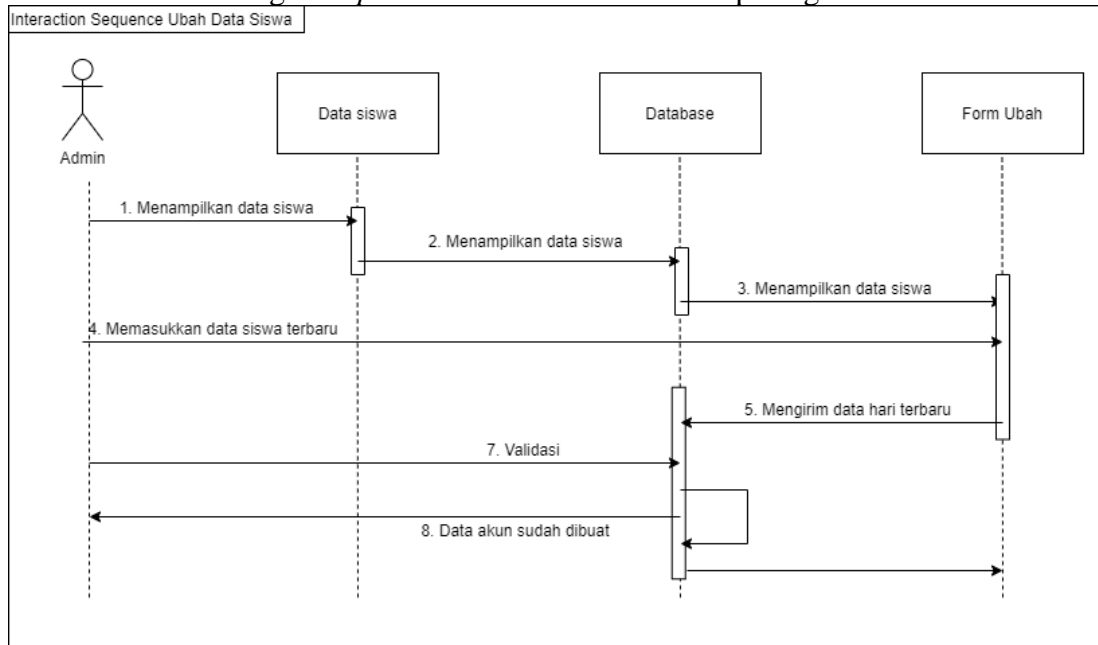 Interaction Sequence Ubah Data Siswa
Data siswa
Database
Form Ubah
Admin
1. Menampilkan data siswa
2. Menampilkan data siswa
3. Menampilkan data siswa
4. Memasukkan data siswa terbaru
5. Mengirim data hari terbaru
7. Validasi
8. Data akun sudah dibuat